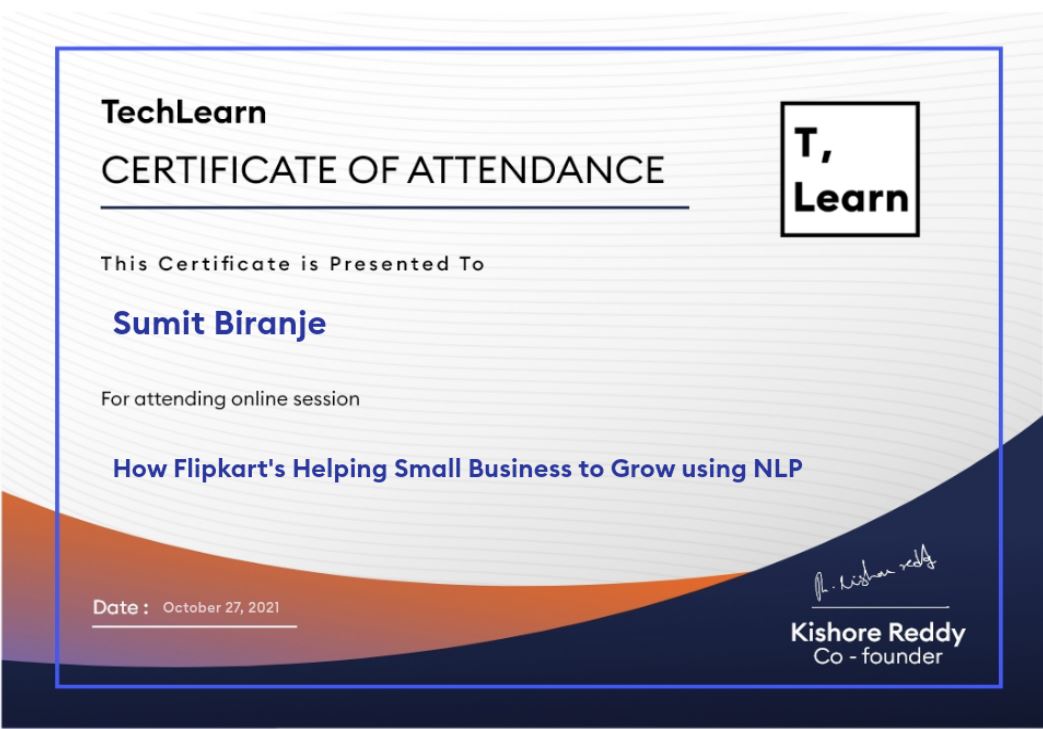 TechLearn
CERTIFICATE OF ATTENDANCE
T,
Learn
This Certificate is Presented To
Sumit Biranje
For attending online session
How Flipkart's Helping Small Business to Grow using NLP
Date : October 27, 2021
R. Kishore reddy
Kishore Reddy
Co - founder